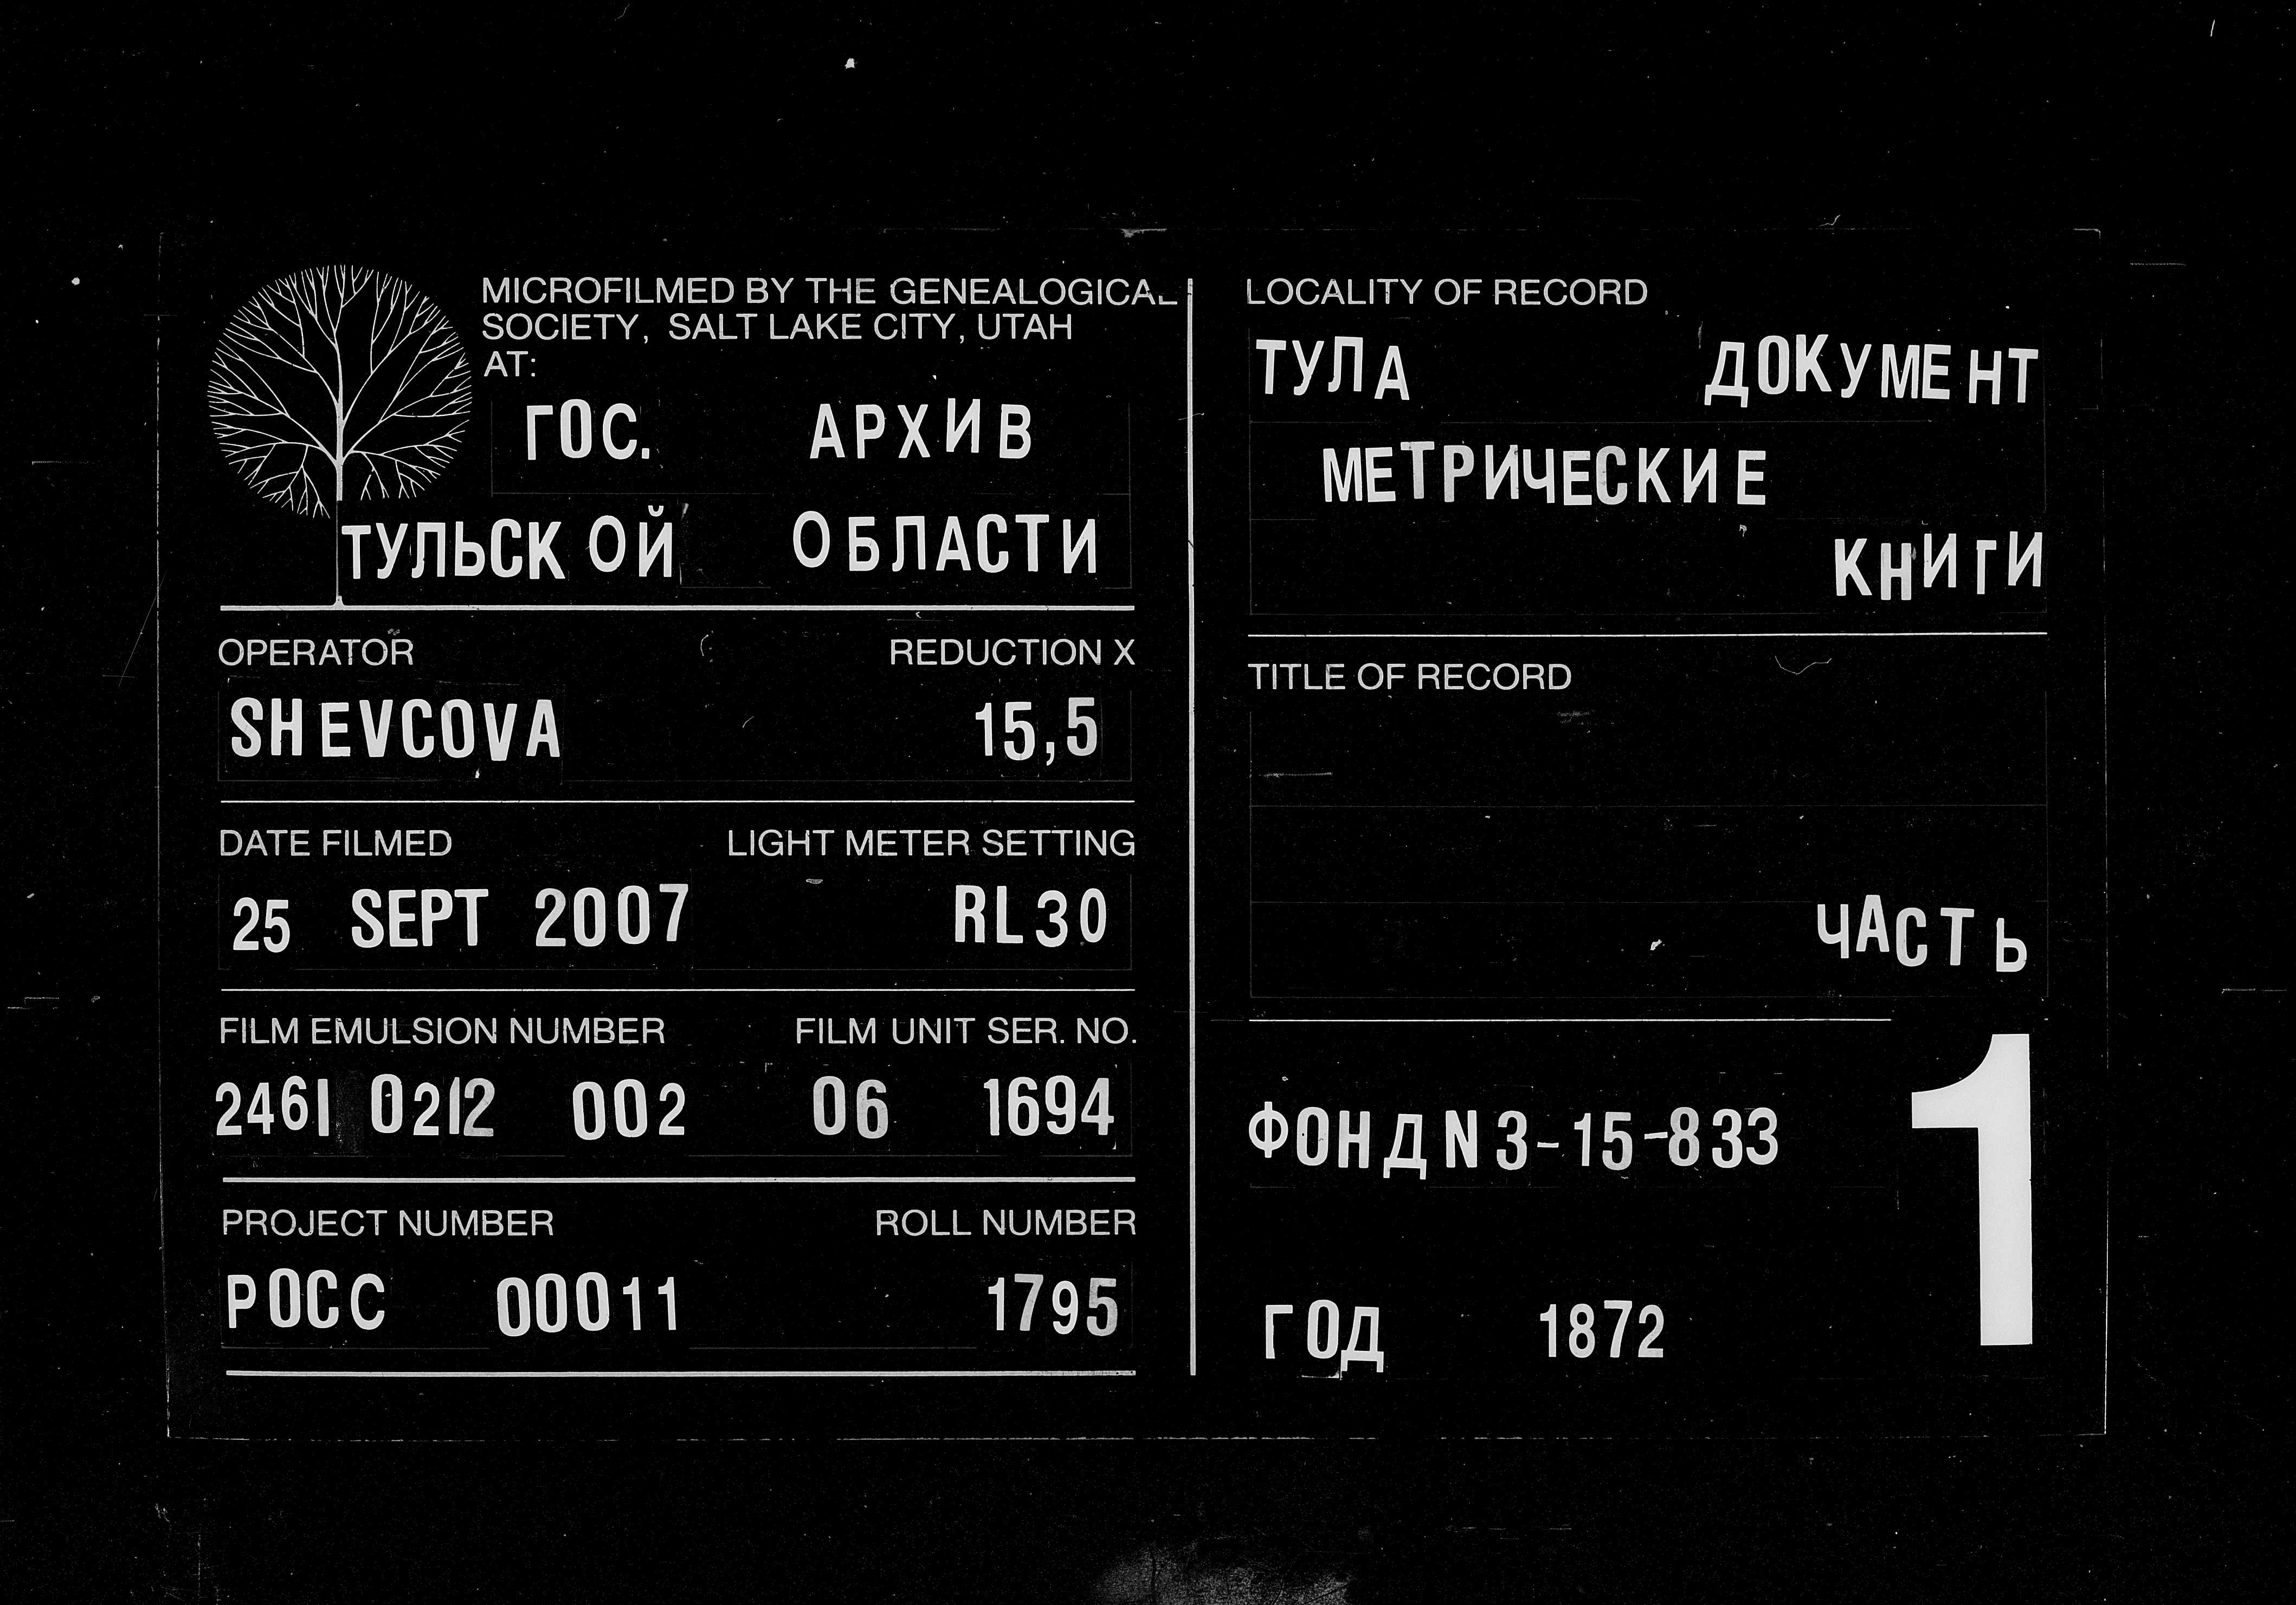 MICROFILMED BY THE GENEALOGICAL
SOCIETY, SALT LAKE CITY, UTAH
AT:
ГОС. АРХИВ
ТУЛЬСКОЙ ОБЛАСТИ
OPERATOR REDUCTION X
SHEVCOVA 15,5
DATE FILMED LIGHT METER SETTING
25 SEPT 2007 RL30
FILM EMULSION NUMBER FILM UNIT SER. NO.
2461 0212 002 06 1694
PROJECT NUMBER ROLL NUMBER
РОСС 00011 1795
LOCALITY OF RECORD
ТУЛА ДОКУМЕНТ
МЕТРИЧЕСКИЕ
КНИГИ
TITLE OF RECORD
ЧАСТЬ
1
ФОНД N 3-15-833
ГОД 1872